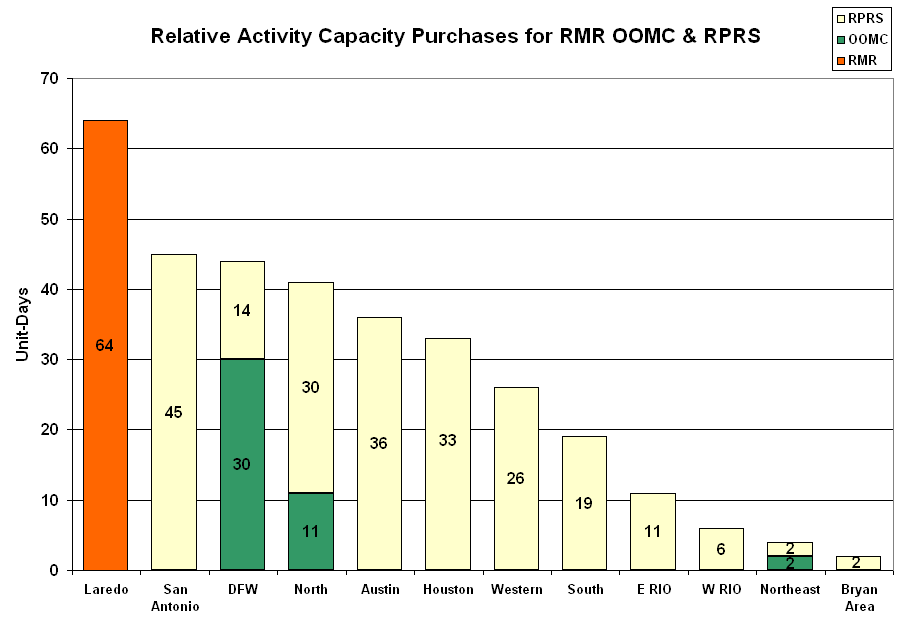 Relative Activity Capacity Purchases for RMR OOMC & RPRS
RPRS
OOMC
RMR
Unit-Days
70
60
50
40
30
20
10
0
64
45
14
30
30
11
36
33
26
19
11
6
2
2
2
Laredo
San Antonio
DFW
North
Austin
Houston
Western
South
E RIO
W RIO
Northeast
Bryan Area